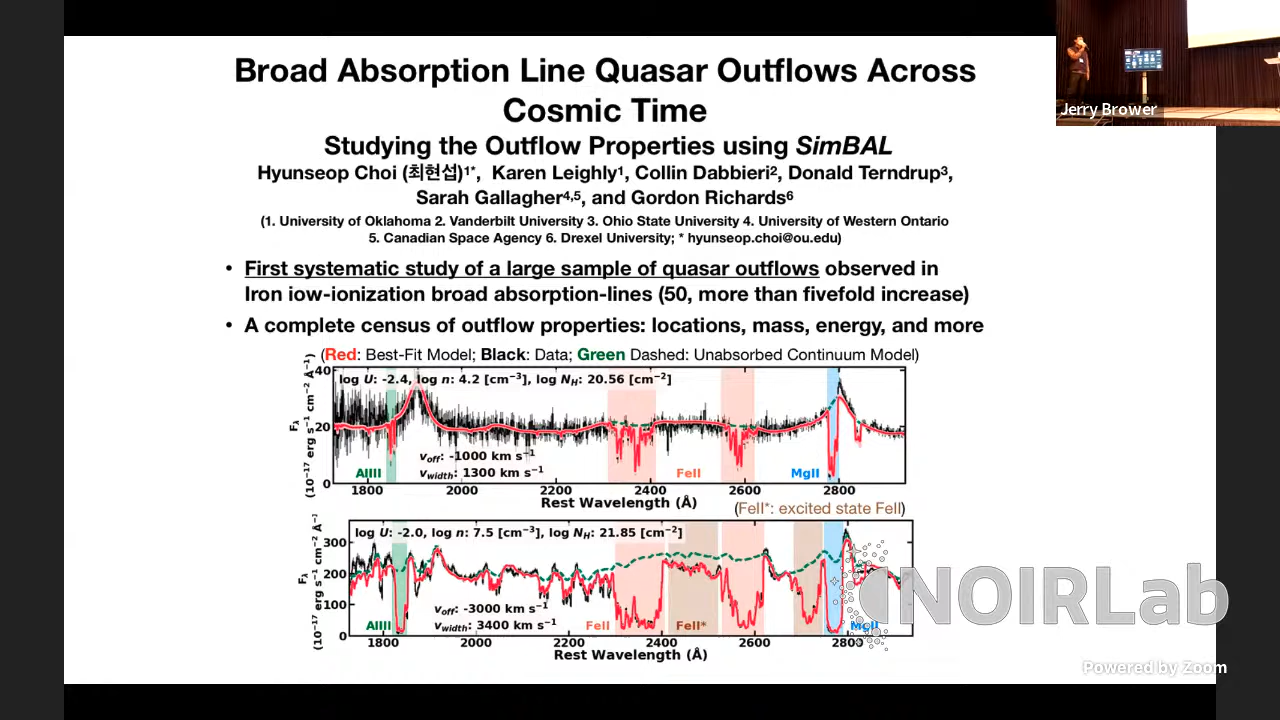 Broad Absorption Line Quasar Outflows Across
Cosmic Time
Studying the Outflow Properties using SimBAL
Hyunseop Choi (최현섭)1*, Karen Leighly1, Collin Dabbieri2, Donald Terndrup3,
Sarah Gallagher4,5, and Gordon Richards6
(1. University of Oklahoma 2. Vanderbilt University 3. Ohio State University 4. University of Western Ontario
5. Canadian Space Agency 6. Drexel University; * hyunseop.choi@ou.edu)
• First systematic study of a large sample of quasar outflows observed in
Iron iow-ionization broad absorption-lines (50, more than fivefold increase)
• A complete census of outflow properties: locations, mass, energy, and more
(Red: Best-Fit Model; Black: Data; Green Dashed: Unabsorbed Continuum Model)
log U: -2.4, log n: 4.2 [cm⁻³], log N_H: 20.56 [cm⁻²]
F_λ
(10⁻¹⁷ erg s⁻¹ cm⁻² Å⁻¹)
40
20
0
v_off: -1000 km s⁻¹
v_width: 1300 km s⁻¹
AlIII
FeII
MgII
1800 2000 2200 2400 2600 2800
Rest Wavelength (Å)
(FeII*: excited state FeII)
log U: -2.0, log n: 7.5 [cm⁻³], log N_H: 21.85 [cm⁻²]
F_λ
(10⁻¹⁷ erg s⁻¹ cm⁻² Å⁻¹)
300
200
100
0
v_off: -3000 km s⁻¹
v_width: 3400 km s⁻¹
AlIII
FeII
FeII*
MgII
1800 2000 2200 2400 2600 2800
Rest Wavelength (Å)
Jerry Brower
NOIRLab
Powered by Zoom